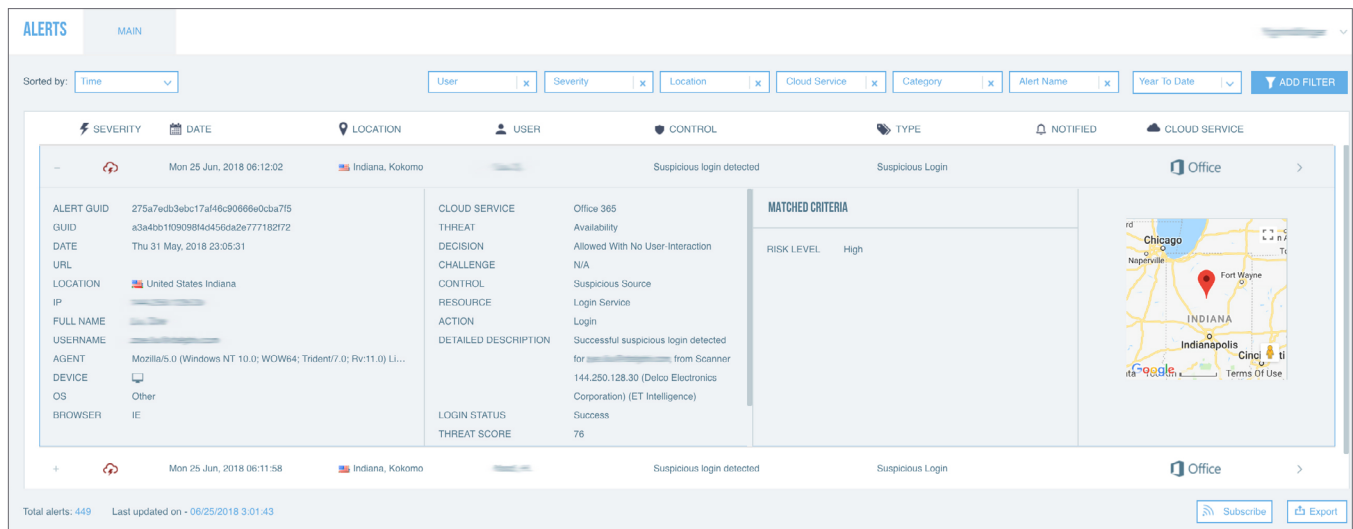 ALERTS
MAIN
Sorted by: Time
User x
Severity x
Location x
Cloud Service x
Category x
Alert Name x
Year To Date
ADD FILTER
SEVERITY DATE LOCATION USER CONTROL TYPE NOTIFIED CLOUD SERVICE
– Mon 25 Jun, 2018 06:12:02 Indiana, Kokomo Suspicious login detected Suspicious Login Office >
ALERT GUID 275a7edb3ebc17af46c90666e0cba7f5
GUID a3a4bb1f09098f4d456da2e777182f72
DATE Thu 31 May, 2018 23:05:31
URL
LOCATION United States Indiana
IP
FULL NAME
USERNAME
AGENT Mozilla/5.0 (Windows NT 10.0; WOW64; Trident/7.0; Rv:11.0) Li...
DEVICE
OS Other
BROWSER IE
CLOUD SERVICE Office 365
THREAT Availability
DECISION Allowed With No User-Interaction
CHALLENGE N/A
CONTROL Suspicious Source
RESOURCE Login Service
ACTION Login
DETAILED DESCRIPTION Successful suspicious login detected
for from Scanner
144.250.128.30 (Delco Electronics
Corporation) (ET Intelligence)
LOGIN STATUS Success
THREAT SCORE 76
MATCHED CRITERIA
RISK LEVEL High
Chicago
Naperville
Fort Wayne
INDIANA
Indianapolis
Google
Terms Of Use
+ Mon 25 Jun, 2018 06:11:58 Indiana, Kokomo Suspicious login detected Suspicious Login Office >
Total alerts: 449 Last updated on - 06/25/2018 3:01:43
Subscribe
Export